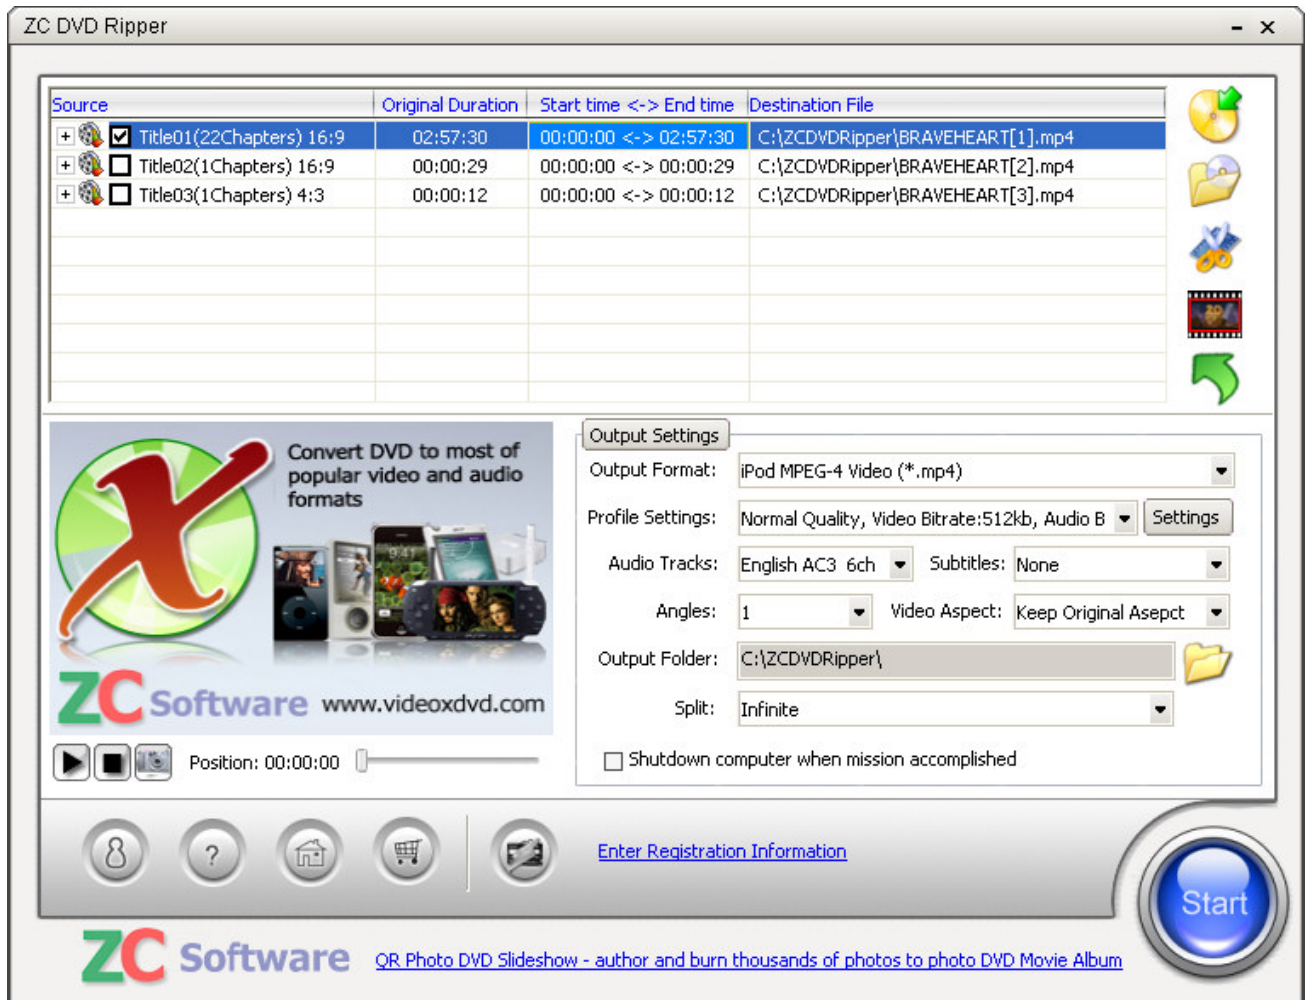 ZC DVD Ripper
Source Original Duration Start time <-> End time Destination File
Title01(22Chapters) 16:9 02:57:30 00:00:00 <-> 02:57:30 C:\ZCDVDRipper\BRAVEHEART[1].mp4
Title02(1Chapters) 16:9 00:00:29 00:00:00 <-> 00:00:29 C:\ZCDVDRipper\BRAVEHEART[2].mp4
Title03(1Chapters) 4:3 00:00:12 00:00:00 <-> 00:00:12 C:\ZCDVDRipper\BRAVEHEART[3].mp4
Convert DVD to most of
popular video and audio
formats
9:41
ZC Software www.videoxdvd.com
Position: 00:00:00
Output Settings
Output Format: iPod MPEG-4 Video (*.mp4)
Profile Settings: Normal Quality, Video Bitrate:512kb, Audio B Settings
Audio Tracks: English AC3 6ch Subtitles: None
Angles: 1 Video Aspect: Keep Original Asepct
Output Folder: C:\ZCDVDRipper\
Split: Infinite
Shutdown computer when mission accomplished
?
Enter Registration Information
Start
ZC Software QR Photo DVD Slideshow - author and burn thousands of photos to photo DVD Movie Album